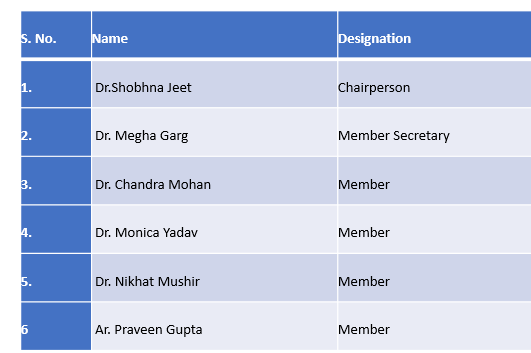 S. No. Name Designation
1. Dr.Shobhna Jeet Chairperson
2. Dr. Megha Garg Member Secretary
3. Dr. Chandra Mohan Member
4. Dr. Monica Yadav Member
5. Dr. Nikhat Mushir Member
6 Ar. Praveen Gupta Member